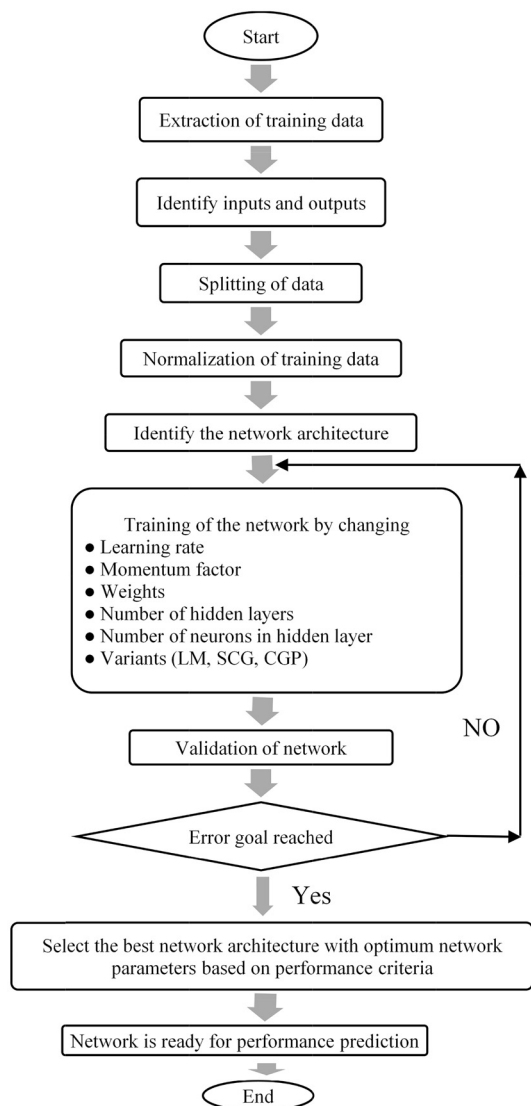 Start
Extraction of training data
Identify inputs and outputs
Splitting of data
Normalization of training data
Identify the network architecture
Training of the network by changing
● Learning rate
● Momentum factor
● Weights
● Number of hidden layers
● Number of neurons in hidden layer
● Variants (LM, SCG, CGP)
NO
Validation of network
Error goal reached
Yes
Select the best network architecture with optimum network
parameters based on performance criteria
Network is ready for performance prediction
End